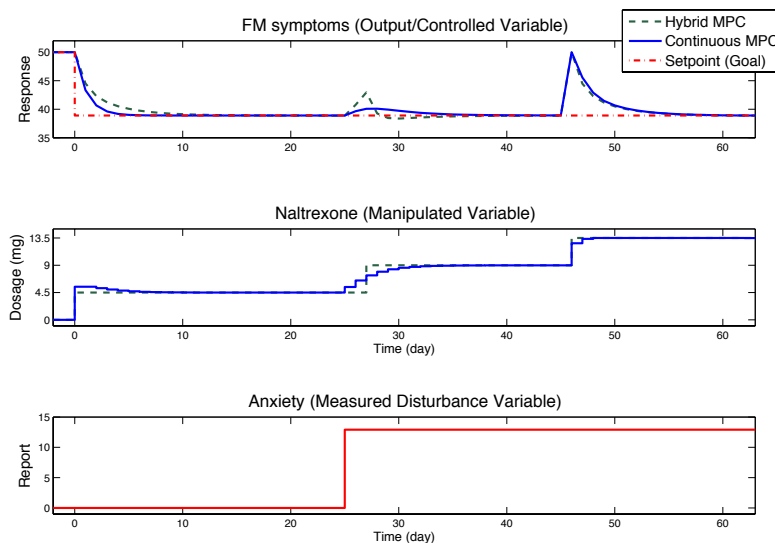 FM symptoms (Output/Controlled Variable)
Hybrid MPC
Continuous MPC
Setpoint (Goal)
Response
50
45
40
35
0 10 20 30 40 50 60
Naltrexone (Manipulated Variable)
Dosage (mg)
13.5
9
4.5
0
0 10 20 30 40 50 60
Time (day)
Anxiety (Measured Disturbance Variable)
Report
15
10
5
0
0 10 20 30 40 50 60
Time (day)